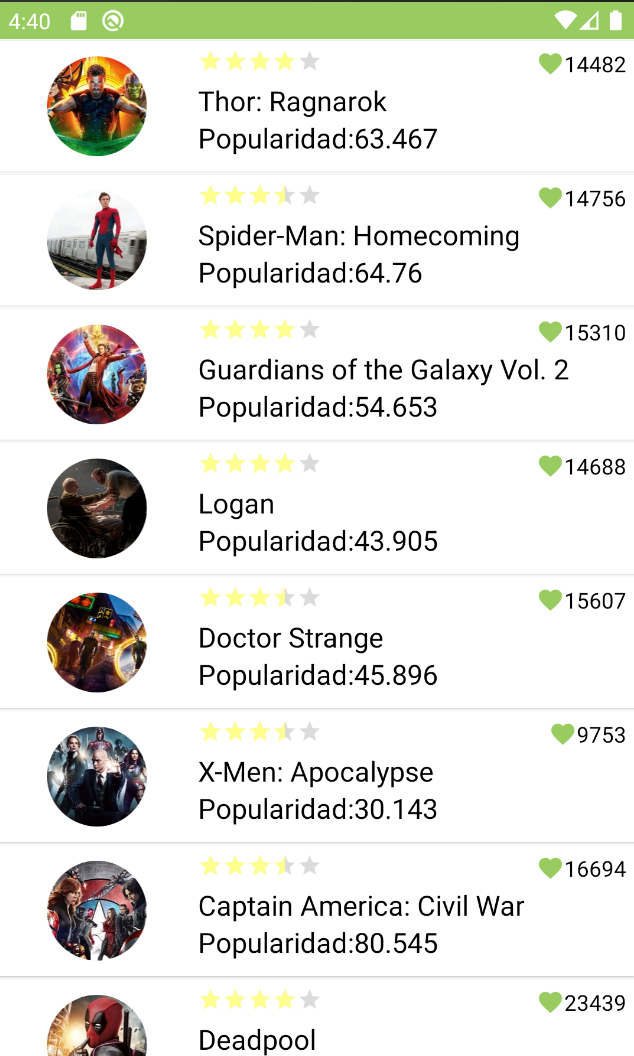 4:40
14482
Thor: Ragnarok
Popularidad:63.467
14756
Spider-Man: Homecoming
Popularidad:64.76
15310
Guardians of the Galaxy Vol. 2
Popularidad:54.653
14688
Logan
Popularidad:43.905
15607
Doctor Strange
Popularidad:45.896
9753
X-Men: Apocalypse
Popularidad:30.143
16694
Captain America: Civil War
Popularidad:80.545
23439
Deadpool